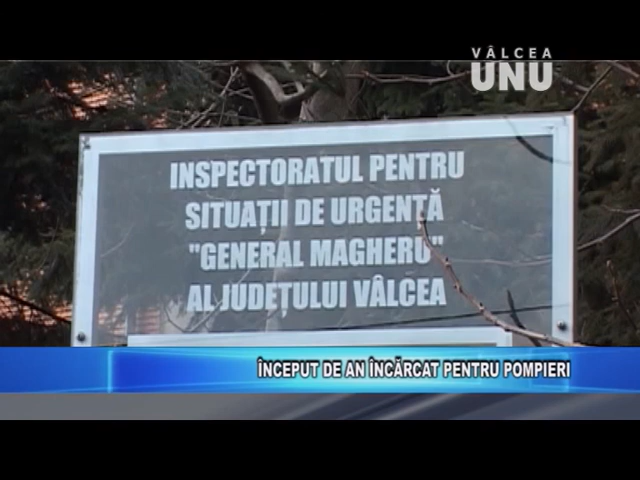 VÂLCEA
UNU
INSPECTORATUL PENTRU
SITUAȚII DE URGENȚĂ
"GENERAL MAGHERU"
AL JUDEȚULUI VÂLCEA
ÎNCEPUT DE AN ÎNCĂRCAT PENTRU POMPIERI